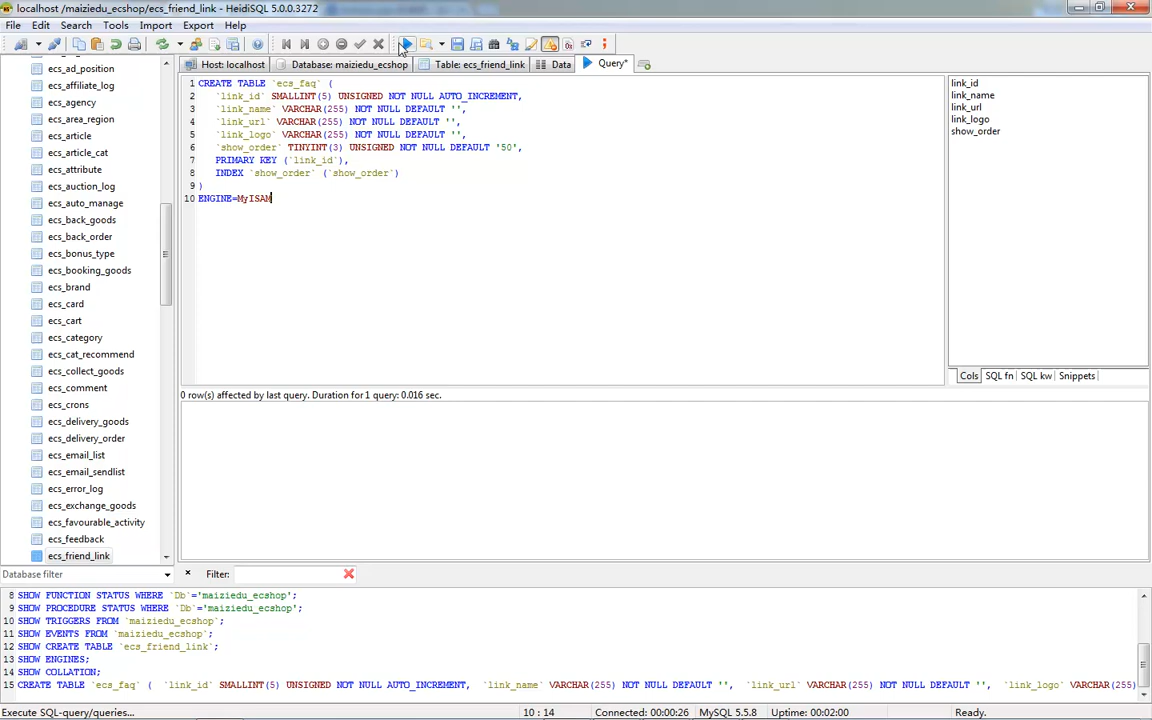 localhost /maiziedu_ecshop/ecs_friend_link/ - HeidiSQL 5.0.0.3272
File Edit Search Tools Import Export Help
Host: localhost Database: maiziedu_ecshop Table: ecs_friend_link Data Query*
ecs_ad_position
ecs_affiliate_log
ecs_agency
ecs_area_region
ecs_article
ecs_article_cat
ecs_attribute
ecs_auction_log
ecs_auto_manage
ecs_back_goods
ecs_back_order
ecs_bonus_type
ecs_booking_goods
ecs_brand
ecs_card
ecs_cart
ecs_category
ecs_cat_recommend
ecs_collect_goods
ecs_comment
ecs_crons
ecs_delivery_goods
ecs_delivery_order
ecs_email_list
ecs_email_sendlist
ecs_error_log
ecs_exchange_goods
ecs_favourable_activity
ecs_feedback
ecs_friend_link
1 CREATE TABLE `ecs_faq` (
2 `link_id` SMALLINT(5) UNSIGNED NOT NULL AUTO_INCREMENT,
3 `link_name` VARCHAR(255) NOT NULL DEFAULT '',
4 `link_url` VARCHAR(255) NOT NULL DEFAULT '',
5 `link_logo` VARCHAR(255) NOT NULL DEFAULT '',
6 `show_order` TINYINT(3) UNSIGNED NOT NULL DEFAULT '50',
7 PRIMARY KEY (`link_id`),
8 INDEX `show_order` (`show_order`)
9 )
10 ENGINE=MyISAM
link_id
link_name
link_url
link_logo
show_order
Cols SQL fn SQL kw Snippets
0 row(s) affected by last query. Duration for 1 query: 0.016 sec.
Database filter
Filter:
8 SHOW FUNCTION STATUS WHERE `Db`='maiziedu_ecshop';
9 SHOW PROCEDURE STATUS WHERE `Db`='maiziedu_ecshop';
10 SHOW TRIGGERS FROM `maiziedu_ecshop`;
11 SHOW EVENTS FROM `maiziedu_ecshop`;
12 SHOW CREATE TABLE `ecs_friend_link`;
13 SHOW ENGINES;
14 SHOW COLLATION;
15 CREATE TABLE `ecs_faq` ( `link_id` SMALLINT(5) UNSIGNED NOT NULL AUTO_INCREMENT, `link_name` VARCHAR(255) NOT NULL DEFAULT '', `link_url` VARCHAR(255) NOT NULL DEFAULT '', `link_logo` VARCHAR(255)
Execute SQL-query/queries... 10 : 14 Connected: 00:00:26 MySQL 5.5.8 Uptime: 00:02:00 Ready.